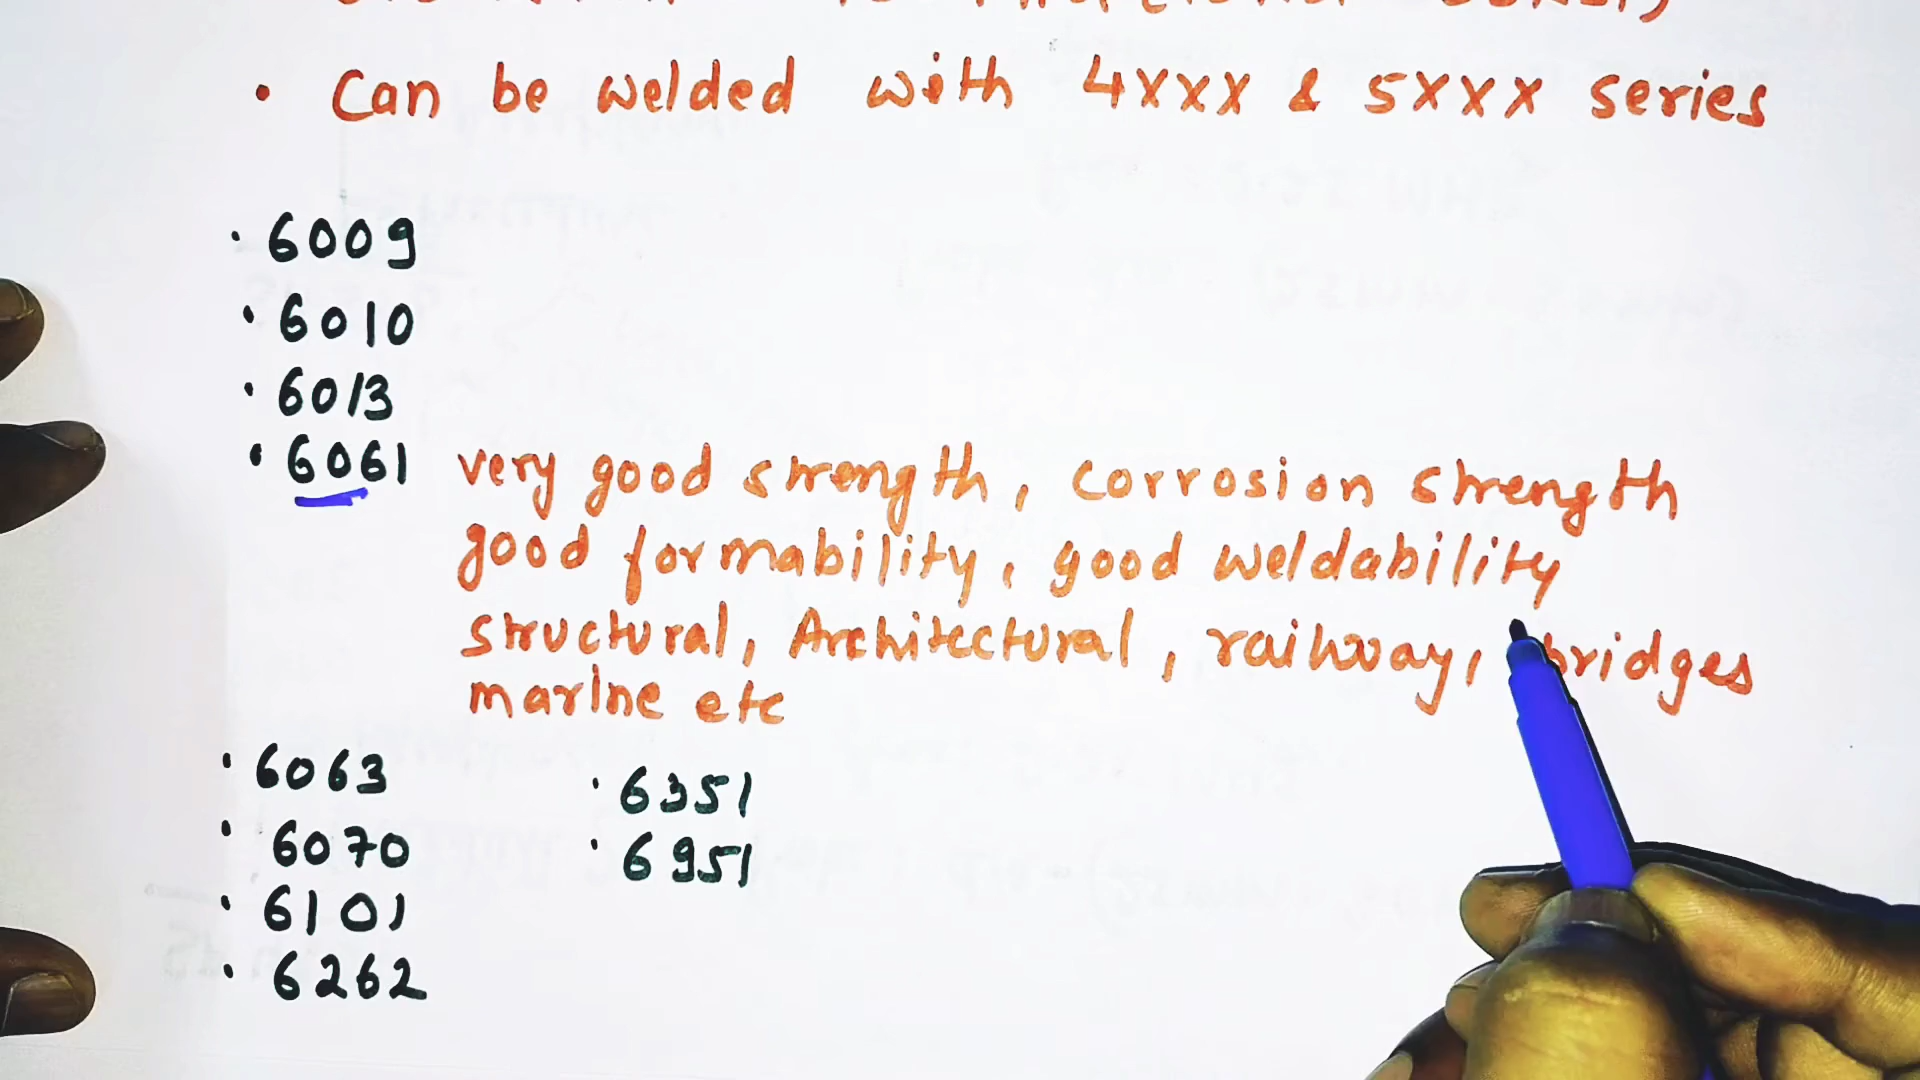 • Can be welded with 4XXX & 5XXX series
• 6009
• 6010
• 6013
• 6061 very good strength, corrosion strength
good formability, good weldability
structural, Architectural, railway, bridges
marine etc
• 6063
• 6070
• 6101
• 6262
• 6351
• 6951